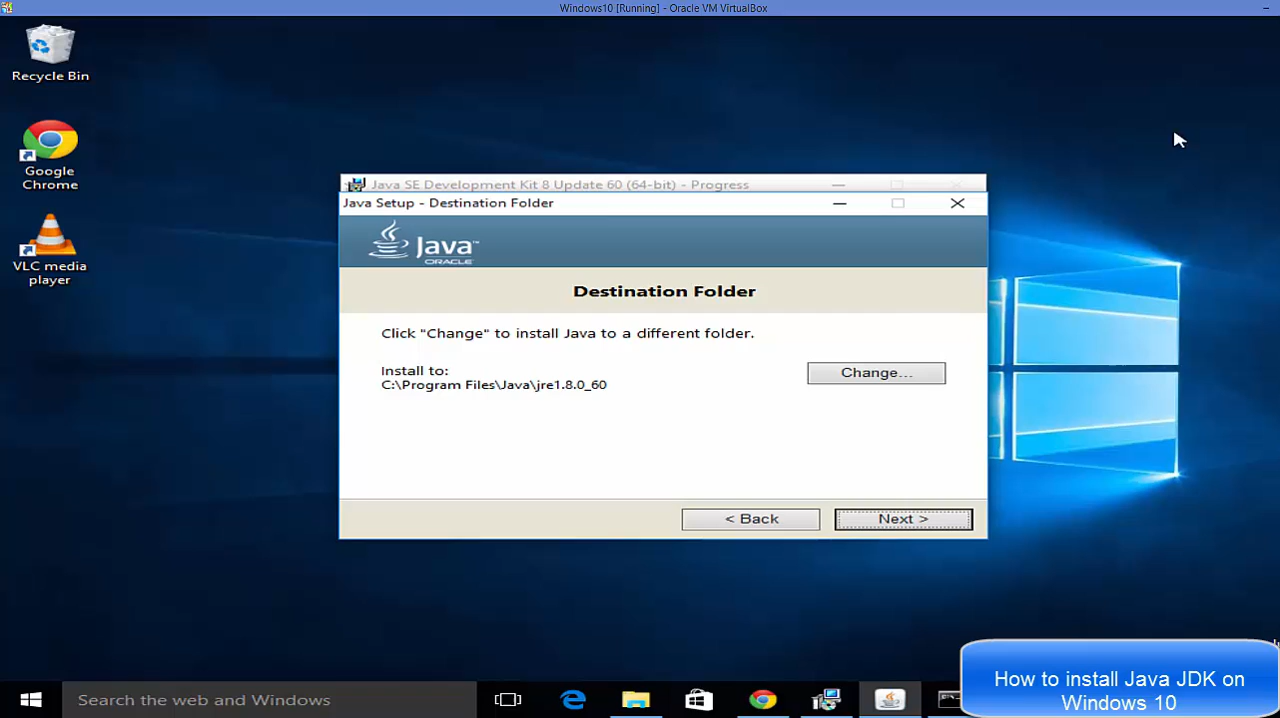 Windows10 [Running] - Oracle VM VirtualBox
Recycle Bin
Google
Chrome
VLC media
player
Java SE Development Kit 8 Update 60 (64-bit) - Progress
Java Setup - Destination Folder
Java™
ORACLE
Destination Folder
Click "Change" to install Java to a different folder.
Install to:
C:\Program Files\Java\jre1.8.0_60
Change...
< Back
Next >
Search the web and Windows
How to install Java JDK on
Windows 10